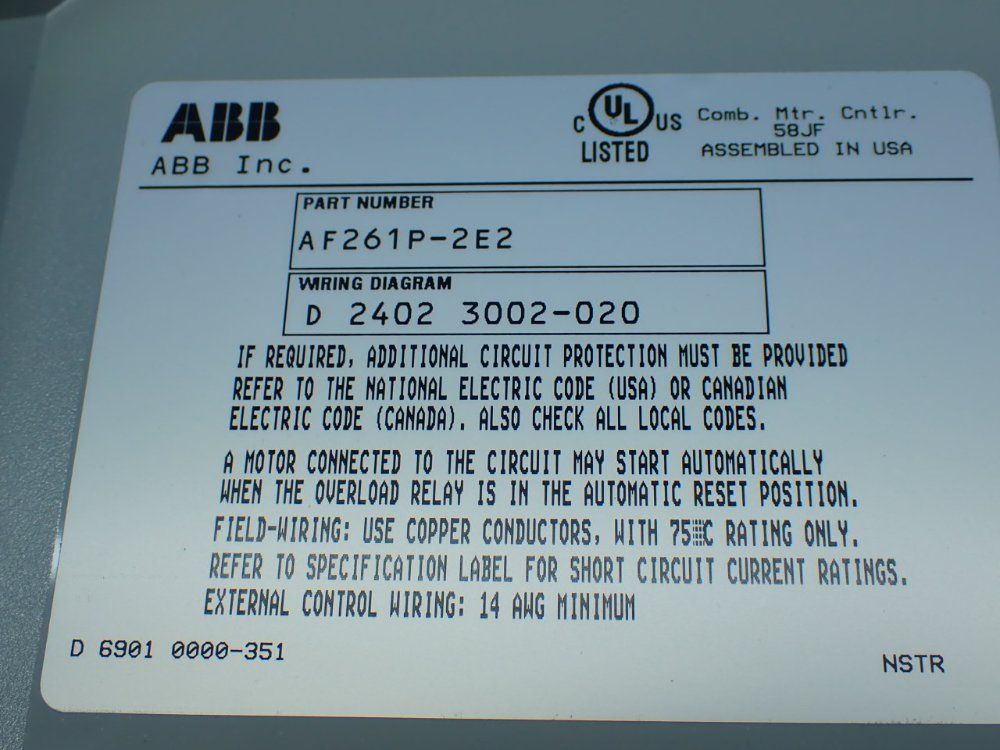 ABB
ABB Inc.
C UL US
LISTED
Comb. Mtr. Cntlr.
58JF
ASSEMBLED IN USA
PART NUMBER
AF261P-2E2
WIRING DIAGRAM
D 2402 3002-020
IF REQUIRED, ADDITIONAL CIRCUIT PROTECTION MUST BE PROVIDED
REFER TO THE NATIONAL ELECTRIC CODE (USA) OR CANADIAN
ELECTRIC CODE (CANADA). ALSO CHECK ALL LOCAL CODES.
A MOTOR CONNECTED TO THE CIRCUIT MAY START AUTOMATICALLY
WHEN THE OVERLOAD RELAY IS IN THE AUTOMATIC RESET POSITION.
FIELD-WIRING: USE COPPER CONDUCTORS, WITH 75▒C RATING ONLY.
REFER TO SPECIFICATION LABEL FOR SHORT CIRCUIT CURRENT RATINGS.
EXTERNAL CONTROL WIRING: 14 AWG MINIMUM
D 6901 0000-351
NSTR